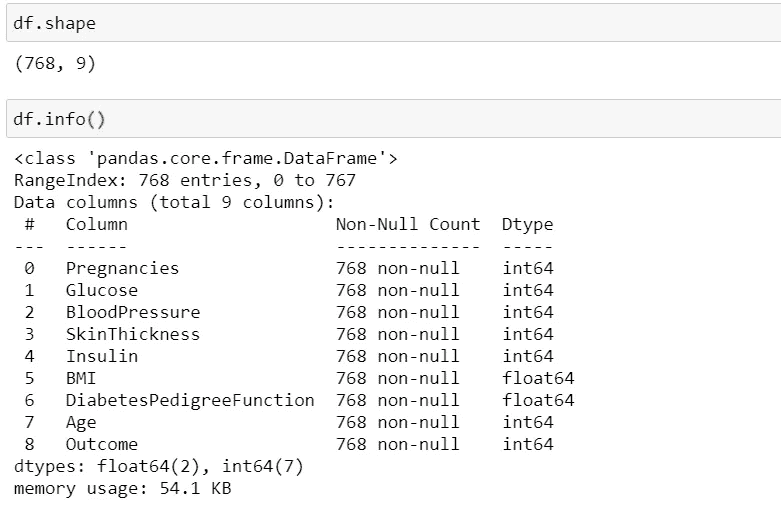 df.shape
(768, 9)
df.info()
<class 'pandas.core.frame.DataFrame'>
RangeIndex: 768 entries, 0 to 767
Data columns (total 9 columns):
 #   Column                    Non-Null Count  Dtype
---  ------                    --------------  -----
 0   Pregnancies               768 non-null    int64
 1   Glucose                   768 non-null    int64
 2   BloodPressure             768 non-null    int64
 3   SkinThickness             768 non-null    int64
 4   Insulin                   768 non-null    int64
 5   BMI                       768 non-null    float64
 6   DiabetesPedigreeFunction  768 non-null    float64
 7   Age                       768 non-null    int64
 8   Outcome                   768 non-null    int64
dtypes: float64(2), int64(7)
memory usage: 54.1 KB